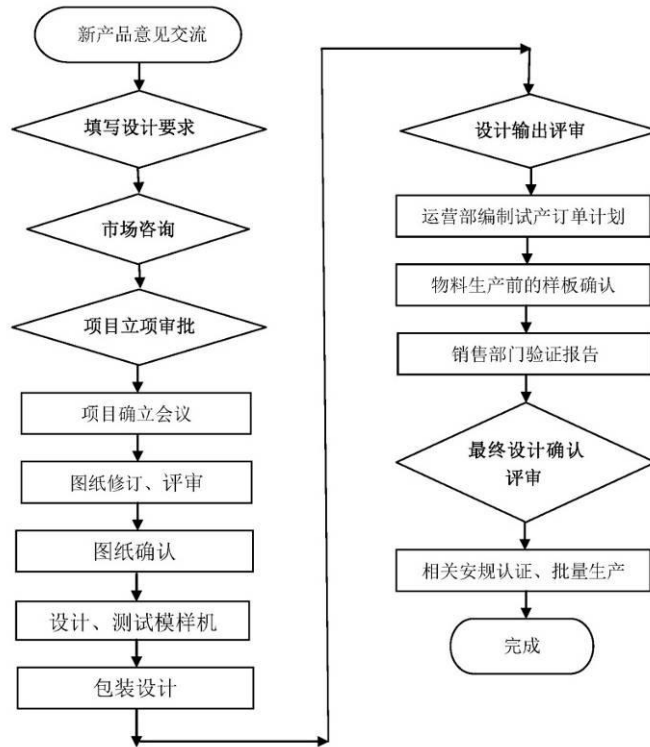 新产品意见交流
填写设计要求
市场咨询
项目立项审批
项目确立会议
图纸修订、评审
图纸确认
设计、测试模样机
包装设计
设计输出评审
运营部编制试产订单计划
物料生产前的样板确认
销售部门验证报告
最终设计确认
评审
相关安规认证、批量生产
完成